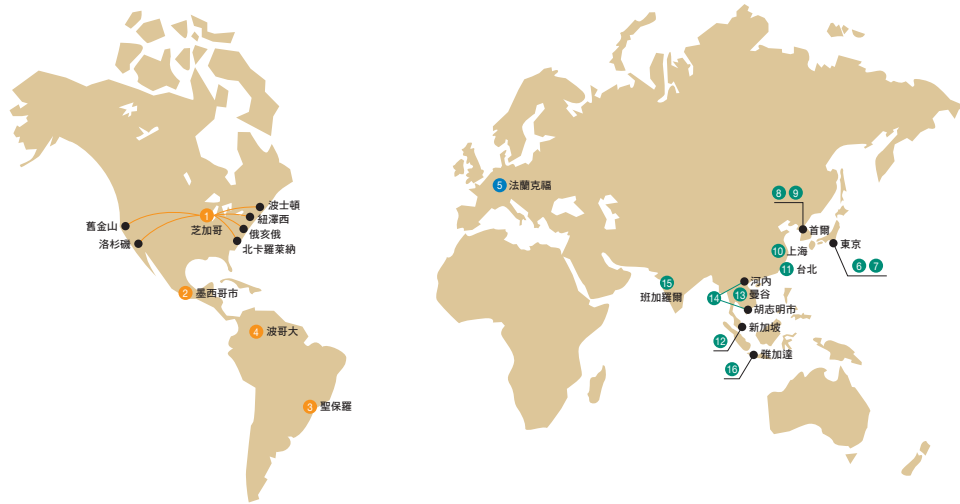 波士頓
舊金山
1
紐澤西
芝加哥
俄亥俄
洛杉磯
北卡羅萊納
2 墨西哥市
4 波哥大
3 聖保羅
5 法蘭克福
8 9
首爾
東京
10 上海
6 7
11 台北
15
班加羅爾
河內
14
13 曼谷
胡志明市
新加坡
12
雅加達
16